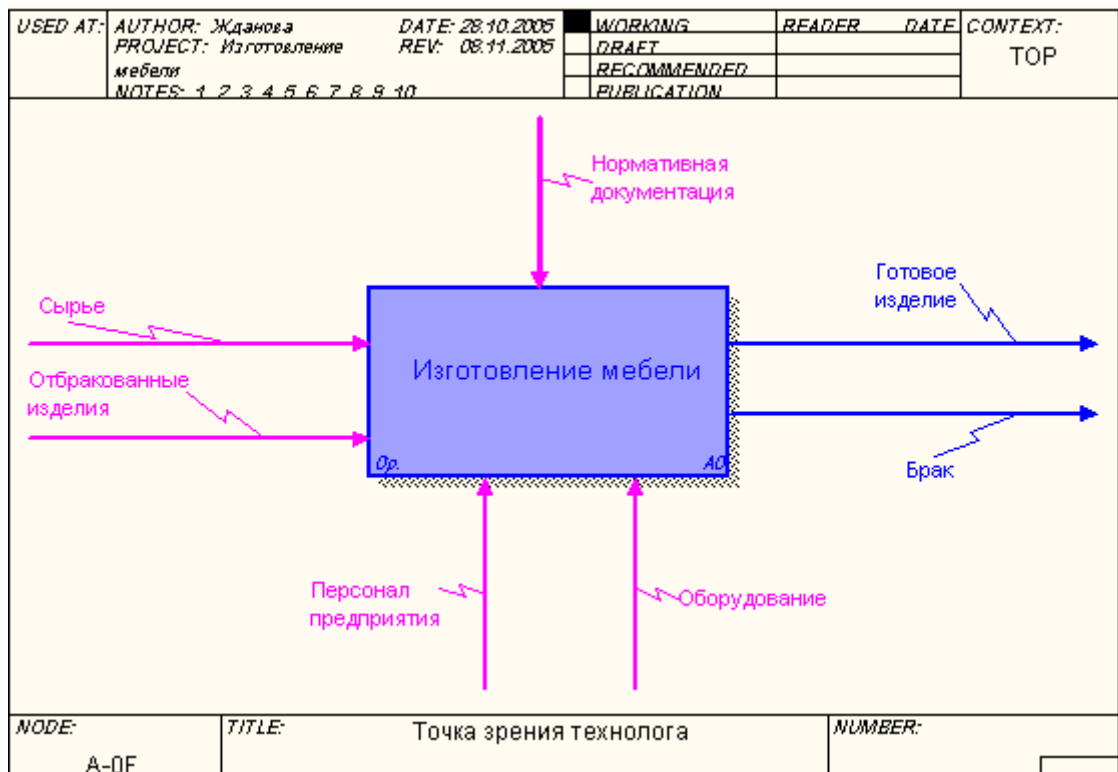 USED AT: AUTHOR: Жданова DATE: 28.10.2005 WORKING READER DATE CONTEXT:
PROJECT: Изготовление REV: 08.11.2005 DRAFT TOP
мебели RECOMMENDED
NOTES: 1 2 3 4 5 6 7 8 9 10 PUBLICATION
Нормативная
документация
Готовое
изделие
Сырье
Изготовление мебели
Отбракованные
изделия
0р. A0
Брак
Персонал
предприятия
Оборудование
NODE: TITLE: Точка зрения технолога NUMBER:
A-0F